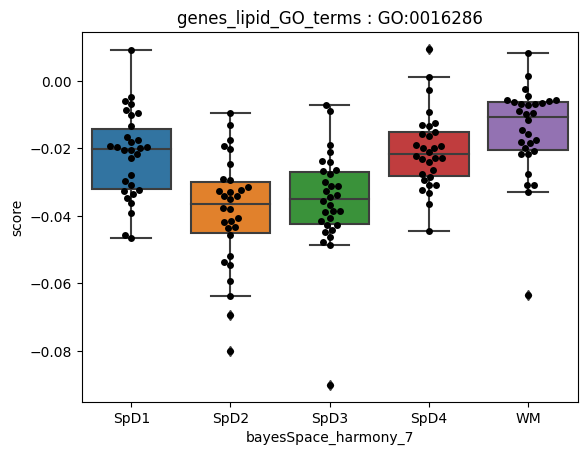 genes_lipid_GO_terms : GO:0016286
0.00
−0.02
−0.04
−0.06
−0.08
score
SpD1 SpD2 SpD3 SpD4 WM
bayesSpace_harmony_7